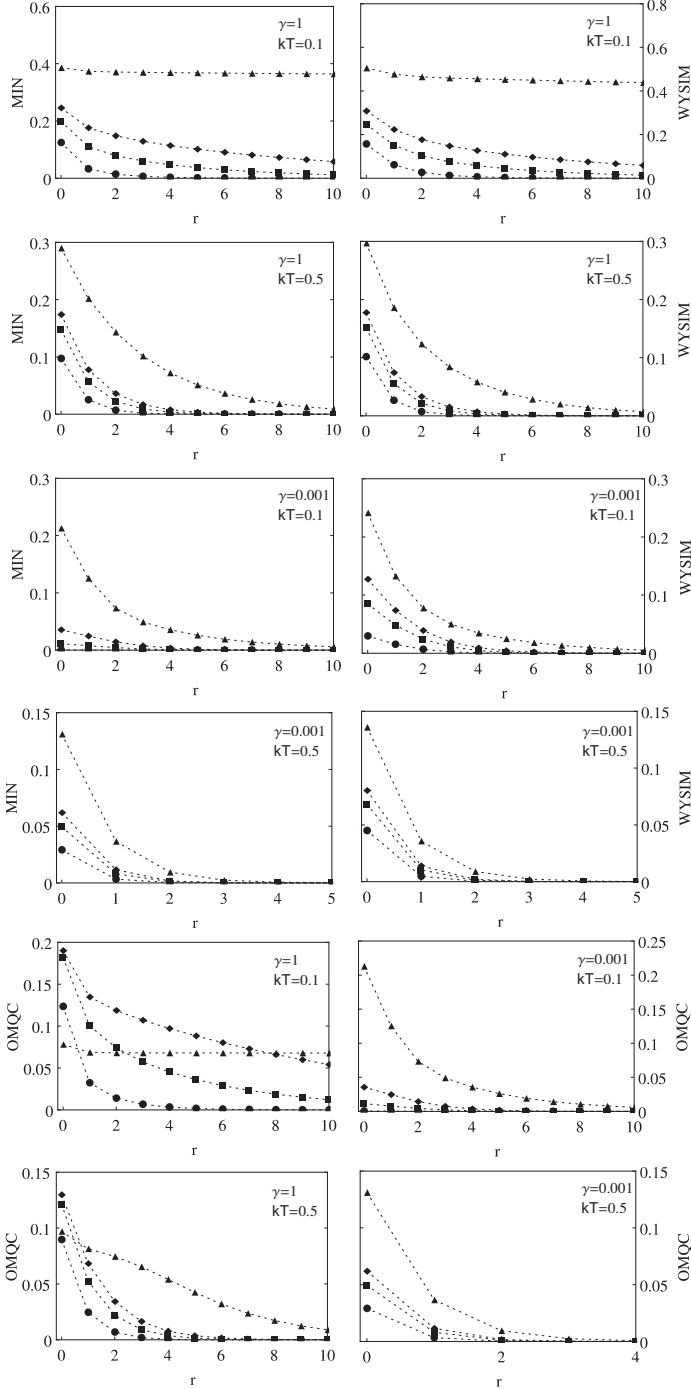 0.6
0.4
0.2
0
MIN
γ=1
kT=0.1
0 2 4 6 8 10
r
0.8
0.6
0.4
0.2
0
WYSIM
γ=1
kT=0.1
0 2 4 6 8 10
r
0.3
0.2
0.1
0
MIN
γ=1
kT=0.5
0 2 4 6 8 10
r
0.3
0.2
0.1
0
WYSIM
γ=1
kT=0.5
0 2 4 6 8 10
r
0.3
0.2
0.1
0
MIN
γ=0.001
kT=0.1
0 2 4 6 8 10
r
0.3
0.2
0.1
0
WYSIM
γ=0.001
kT=0.1
0 2 4 6 8 10
r
0.15
0.1
0.05
0
MIN
γ=0.001
kT=0.5
0 1 2 3 4 5
r
0.15
0.1
0.05
0
WYSIM
γ=0.001
kT=0.5
0 1 2 3 4 5
r
0.2
0.15
0.1
0.05
0
OMQC
γ=1
kT=0.1
0 2 4 6 8 10
r
0.25
0.2
0.15
0.1
0.05
0
OMQC
γ=0.001
kT=0.1
0 2 4 6 8 10
r
0.15
0.1
0.05
0
OMQC
γ=1
kT=0.5
0 2 4 6 8 10
r
0.15
0.1
0.05
0
OMQC
γ=0.001
kT=0.5
0 2 4
r